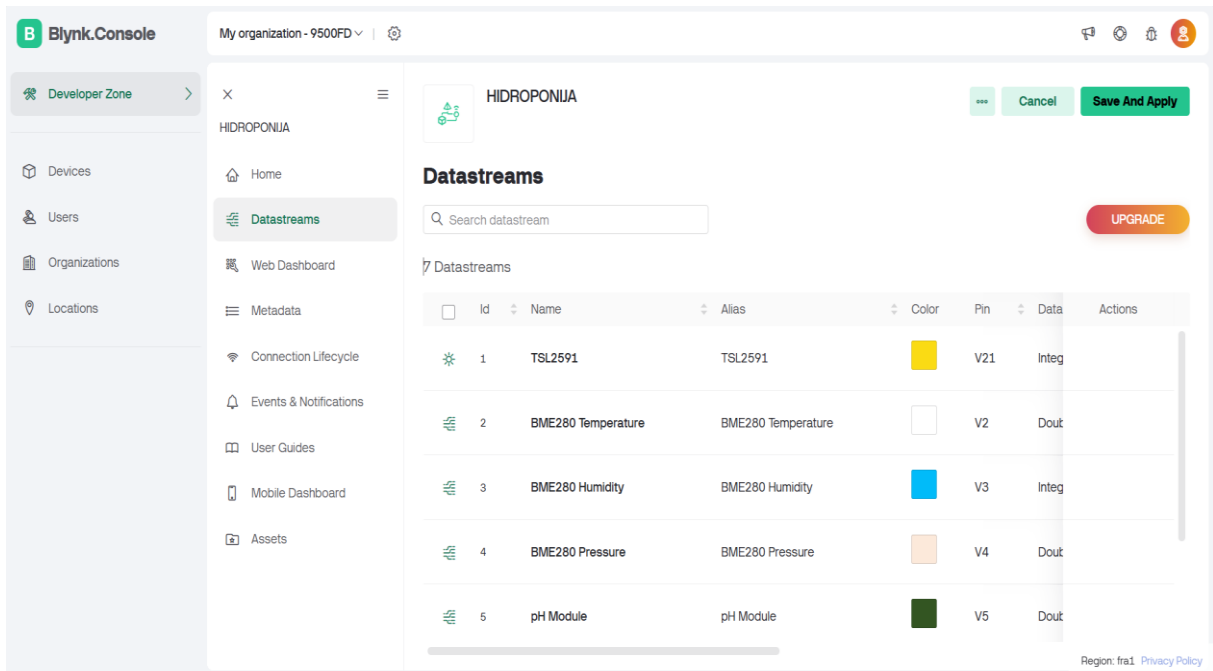 B Blynk.Console
My organization - 9500FD
Developer Zone
Devices
Users
Organizations
Locations
HIDROPONIJA
Home
Datastreams
Web Dashboard
Metadata
Connection Lifecycle
Events & Notifications
User Guides
Mobile Dashboard
Assets
HIDROPONIJA
Cancel
Save And Apply
Datastreams
Search datastream
UPGRADE
7 Datastreams
Id Name Alias Color Pin Data Actions
1 TSL2591 TSL2591 V21 Integ
2 BME280 Temperature BME280 Temperature V2 Doub
3 BME280 Humidity BME280 Humidity V3 Integ
4 BME280 Pressure BME280 Pressure V4 Doub
5 pH Module pH Module V5 Doub
Region: fra1 Privacy Policy